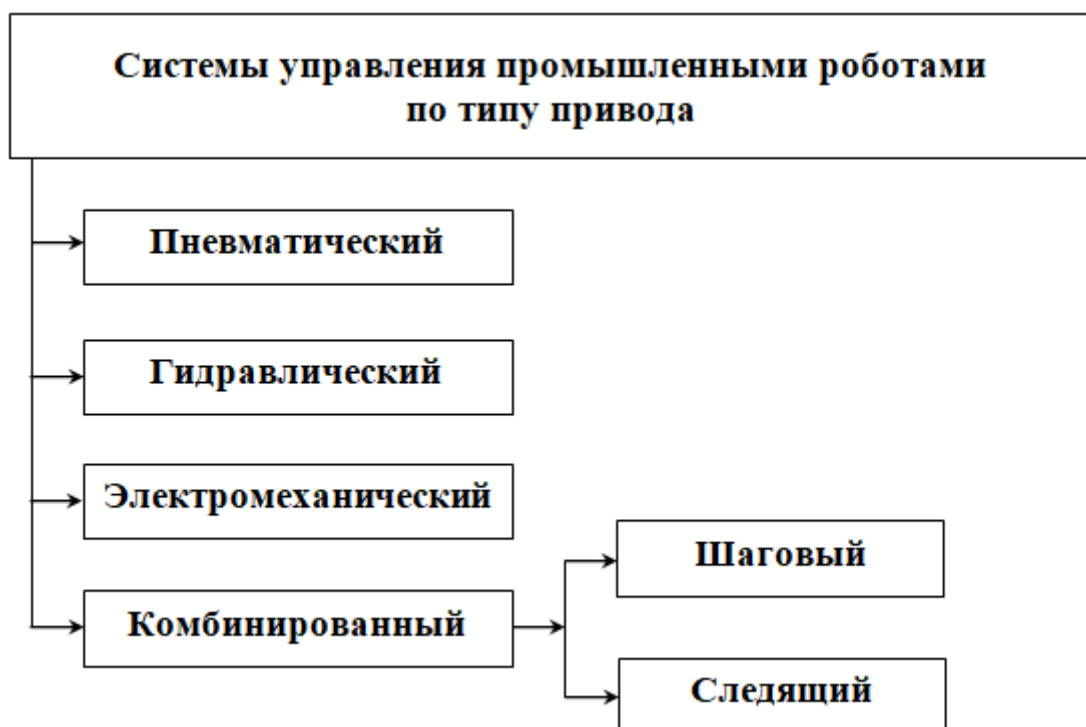 Системы управления промышленными роботами
по типу привода
Пневматический
Гидравлический
Электромеханический
Шаговый
Комбинированный
Следящий